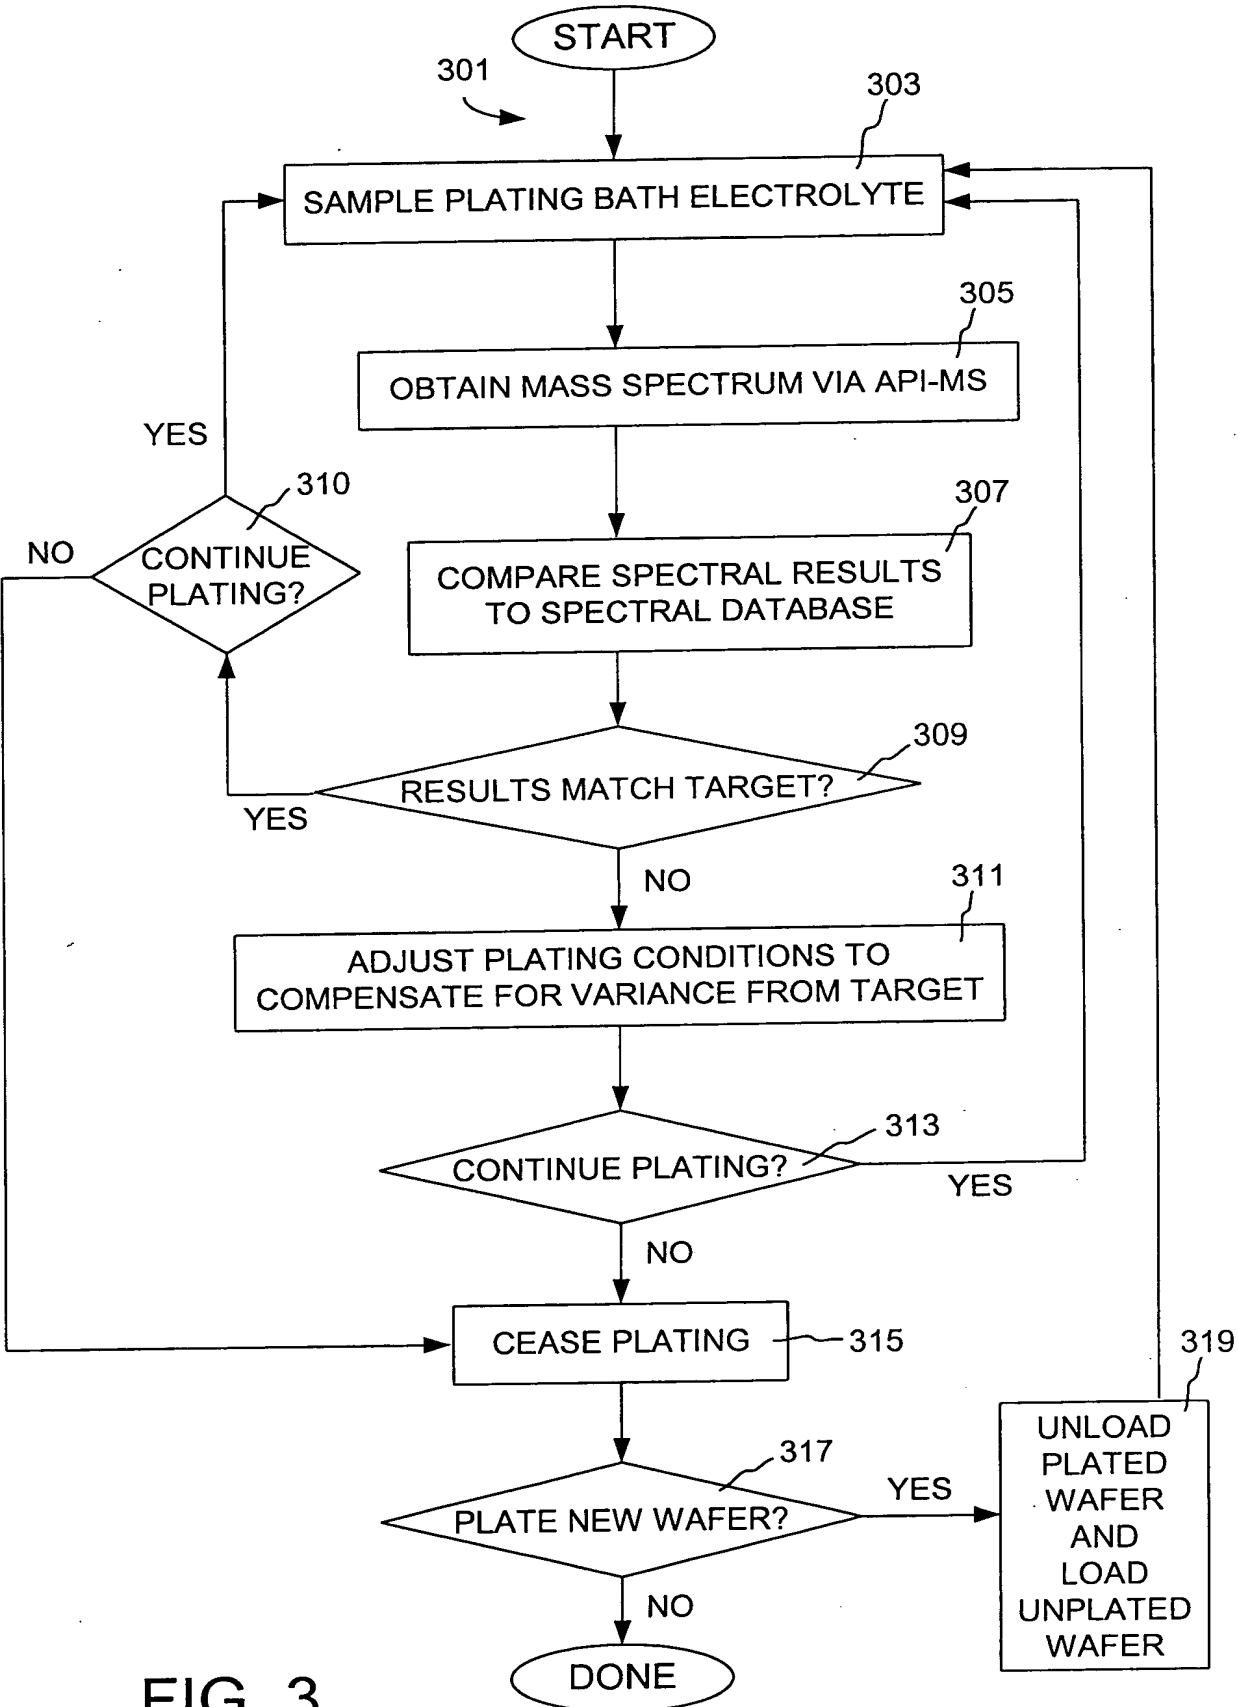 START
301
303
SAMPLE PLATING BATH ELECTROLYTE
305
OBTAIN MASS SPECTRUM VIA API-MS
YES
310
307
NO
CONTINUE
PLATING?
COMPARE SPECTRAL RESULTS
TO SPECTRAL DATABASE
309
RESULTS MATCH TARGET?
YES
NO
311
ADJUST PLATING CONDITIONS TO
COMPENSATE FOR VARIANCE FROM TARGET
313
CONTINUE PLATING?
YES
NO
CEASE PLATING
315
319
317
PLATE NEW WAFER?
YES
UNLOAD
PLATED
WAFER
AND
LOAD
UNPLATED
WAFER
NO
DONE
FIG. 3